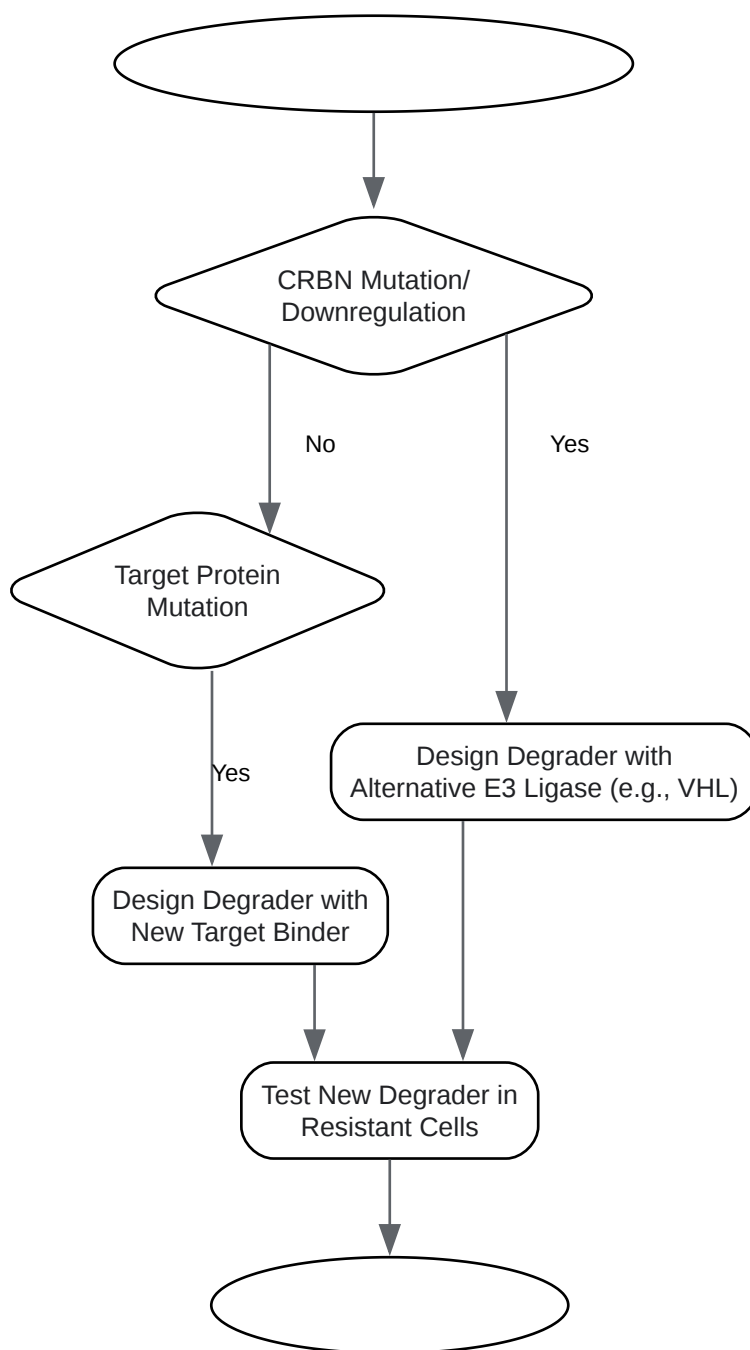 CRBN Mutation/
Downregulation
No
Yes
Target Protein
Mutation
Design Degrader with
Alternative E3 Ligase (e.g., VHL)
Yes
Design Degrader with
New Target Binder
Test New Degrader in
Resistant Cells